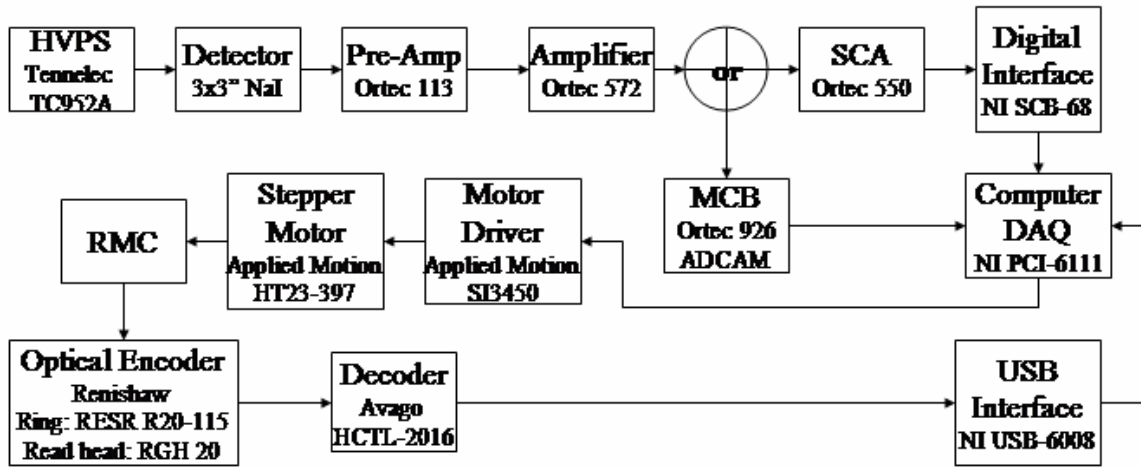 HVPS
Tennelec
TC952A
Detector
3x3" NaI
Pre-Amp
Ortec 113
Amplifier
Ortec 572
or
SCA
Ortec 550
Digital
Interface
NI SCB-68
RMC
Stepper
Motor
Applied Motion
HT23-397
Motor
Driver
Applied Motion
SI3450
MCB
Ortec 926
ADCAM
Computer
DAQ
NI PCI-6111
Optical Encoder
Renishaw
Ring: RESR R20-115
Read head: RGH 20
Decoder
Avago
HCTL-2016
USB
Interface
NI USB-6008